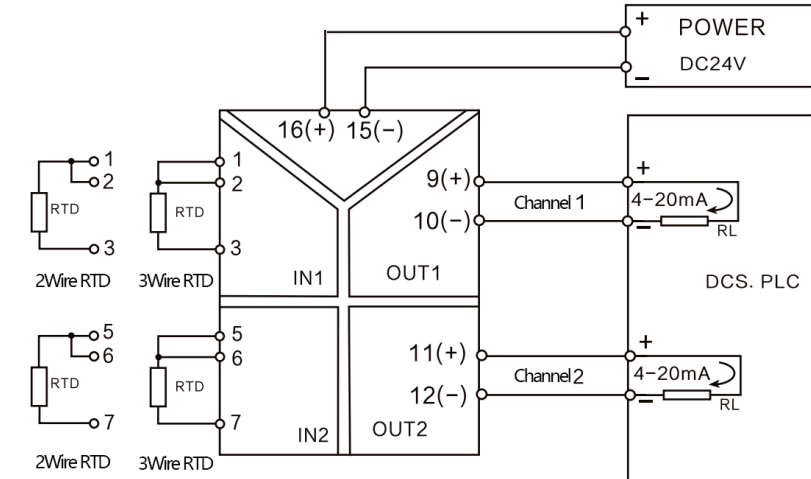 + POWER
− DC24V
16(+) 15(−)
1
2
RTD
3
2Wire RTD
1
2
RTD
3
3Wire RTD
IN1
9(+)
10(−)
OUT1
Channel 1
+
4−20mA
−
RL
DCS. PLC
5
6
RTD
7
2Wire RTD
5
6
RTD
7
3Wire RTD
IN2
11(+)
12(−)
OUT2
Channel 2
+
4−20mA
−
RL